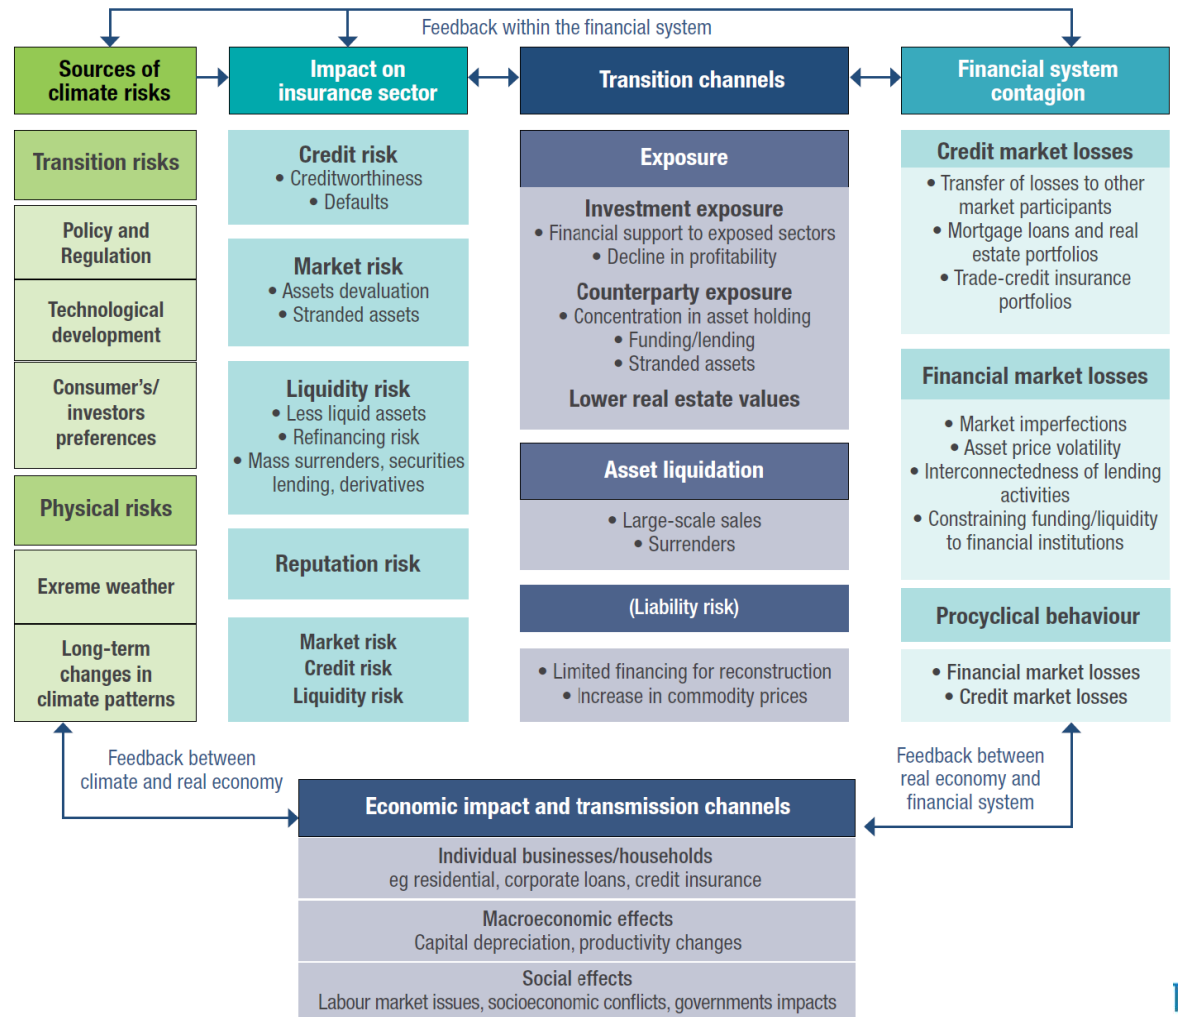 Feedback within the financial system
Sources of
climate risks
Impact on
insurance sector
Transition channels
Financial system
contagion
Transition risks
Policy and
Regulation
Technological
development
Consumer’s/
investors
preferences
Physical risks
Exreme weather
Long-term
changes in
climate patterns
Credit risk
• Creditworthiness
• Defaults
Market risk
• Assets devaluation
• Stranded assets
Liquidity risk
• Less liquid assets
• Refinancing risk
• Mass surrenders, securities
lending, derivatives
Reputation risk
Market risk
Credit risk
Liquidity risk
Exposure
Investment exposure
• Financial support to exposed sectors
• Decline in profitability
Counterparty exposure
• Concentration in asset holding
• Funding/lending
• Stranded assets
Lower real estate values
Asset liquidation
• Large-scale sales
• Surrenders
(Liability risk)
• Limited financing for reconstruction
• Increase in commodity prices
Credit market losses
• Transfer of losses to other
market participants
• Mortgage loans and real
estate portfolios
• Trade-credit insurance
portfolios
Financial market losses
• Market imperfections
• Asset price volatility
• Interconnectedness of lending
activities
• Constraining funding/liquidity
to financial institutions
Procyclical behaviour
• Financial market losses
• Credit market losses
Feedback between
climate and real economy
Feedback between
real economy and
financial system
Economic impact and transmission channels
Individual businesses/households
eg residential, corporate loans, credit insurance
Macroeconomic effects
Capital depreciation, productivity changes
Social effects
Labour market issues, socioeconomic conflicts, governments impacts